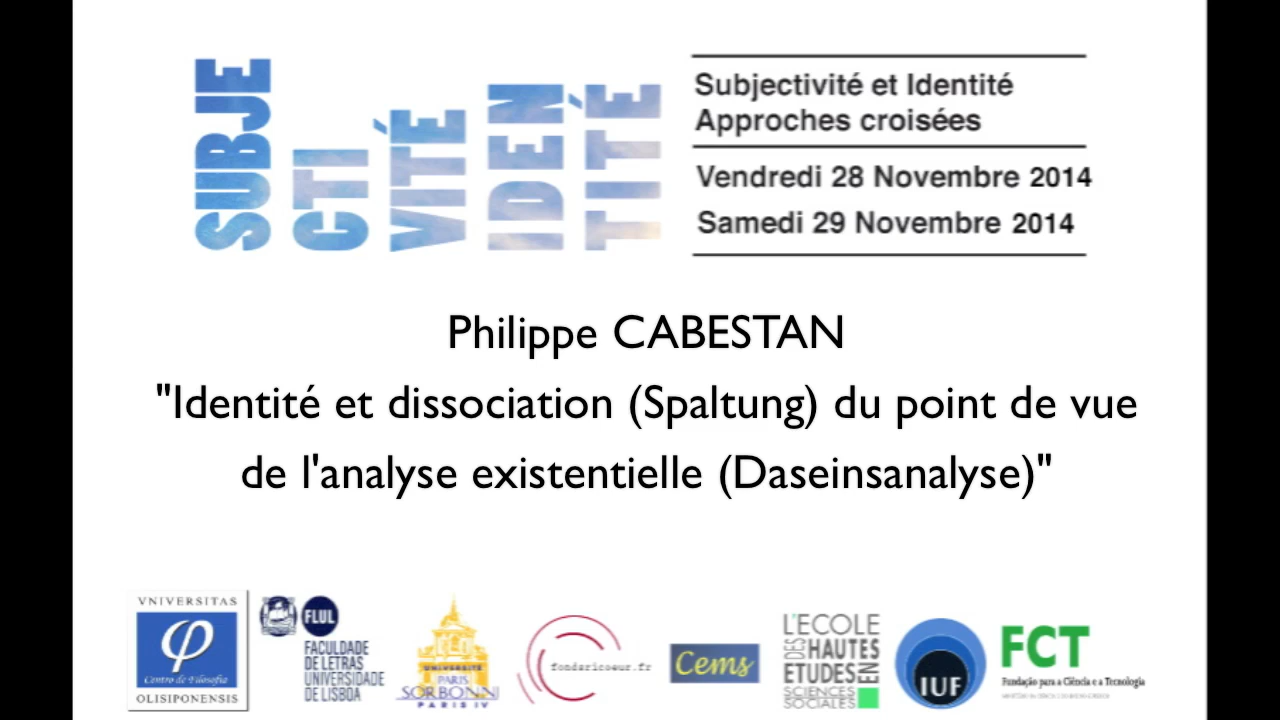 SUBJE
CTI
VITÉ
IDEN
TITÉ
Subjectivité et Identité
Approches croisées
Vendredi 28 Novembre 2014
Samedi 29 Novembre 2014
Philippe CABESTAN
"Identité et dissociation (Spaltung) du point de vue
de l'analyse existentielle (Daseinsanalyse)"
VNIVERSITAS
φ
Centro de Filosofia
OLISIPONENSIS
FLUL
FACULDADE
DE LETRAS
UNIVERSIDADE
DE LISBOA
UNIVERSITÉ
PARIS
SORBONNE
PARIS IV
fondsricoeur.fr
Cems
L'ECOLE
DES HAUTES
ETUDES EN
SCIENCES
SOCIALES
IUF
FCT
Fundação para a Ciência e a Tecnologia